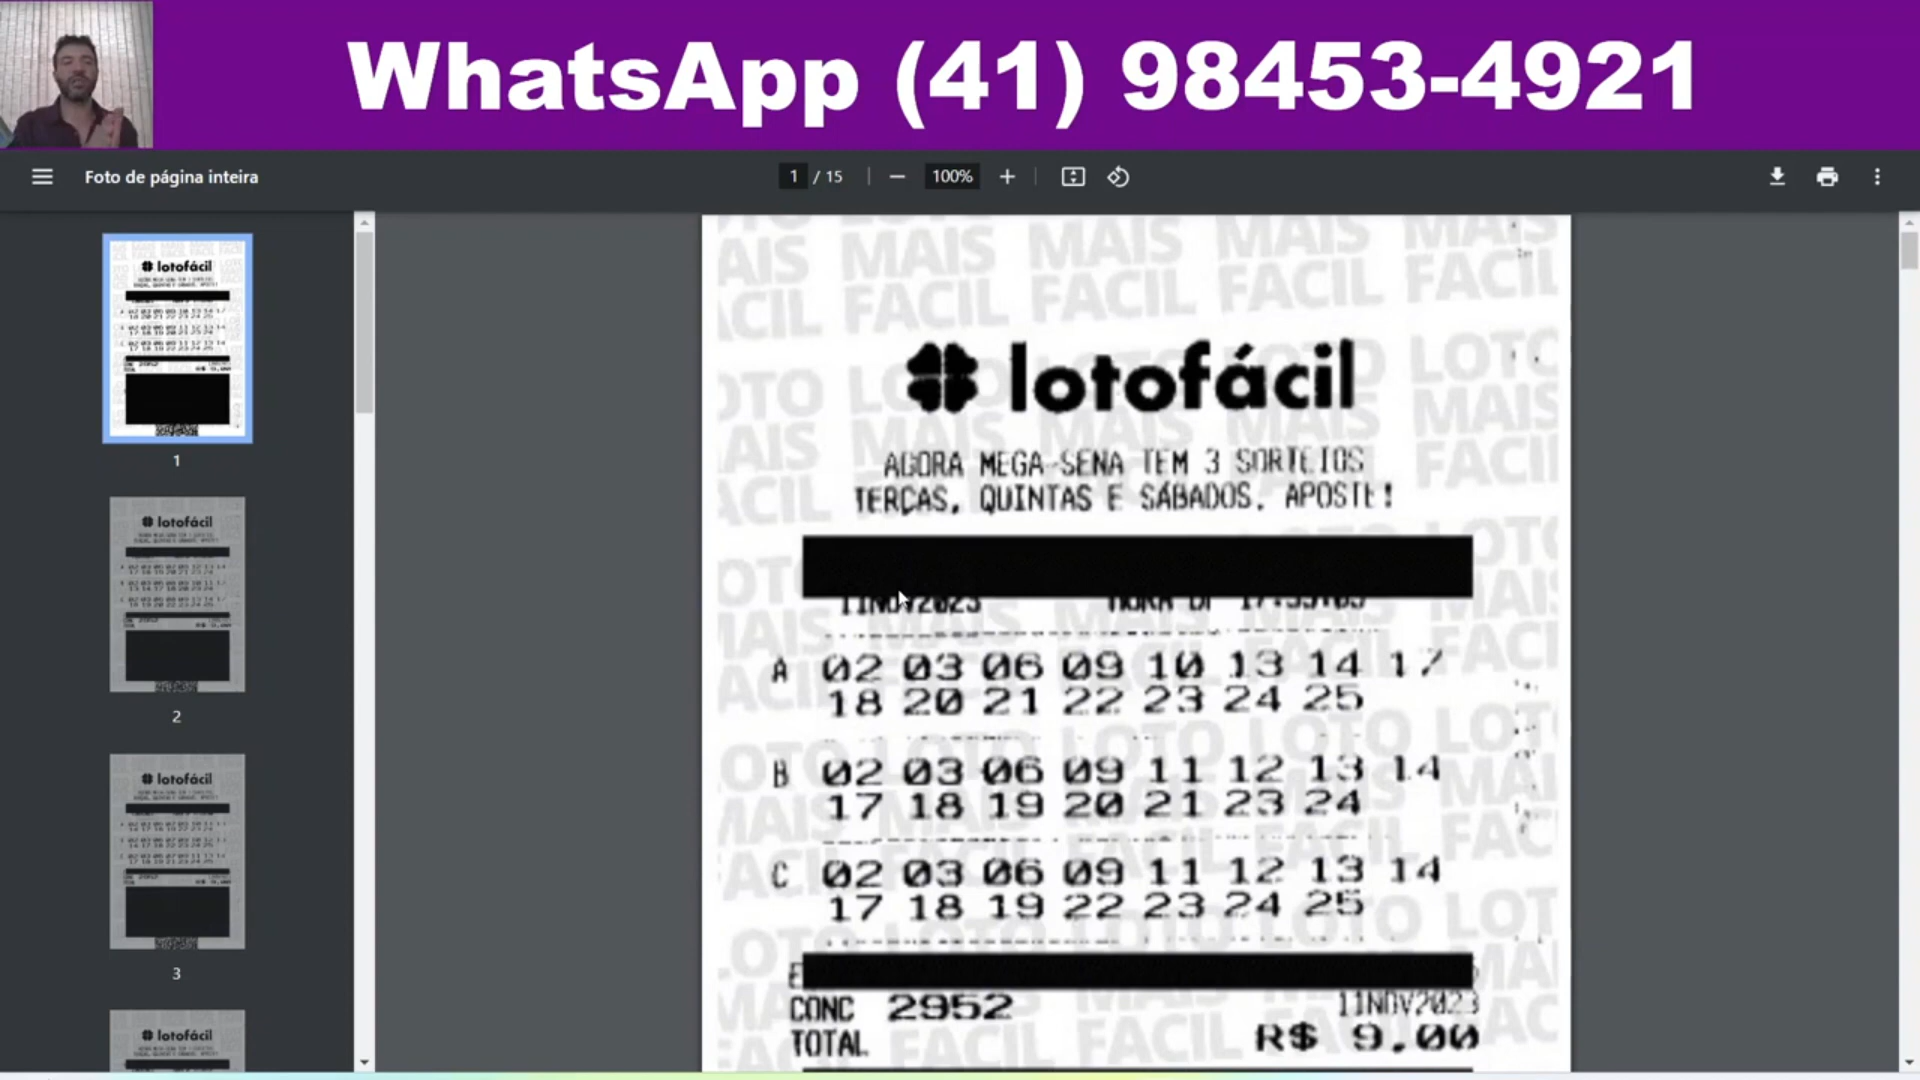 WhatsApp (41) 98453-4921
Foto de página inteira
1 / 15
100%
lotofácil
AGORA MEGA-SENA TEM 3 SORTEIOS
TERÇAS, QUINTAS E SÁBADOS. APOSTE!
11NOV2023
A 02 03 06 09 10 13 14 17
18 20 21 22 23 24 25
B 02 03 06 09 11 12 13 14
17 18 19 20 21 23 24
C 02 03 06 09 11 12 13 14
17 18 19 22 23 24 25
CONC 2952 11NOV2023
TOTAL R$ 9,00
lotofácil
1
lotofácil
2
lotofácil
3
lotofácil